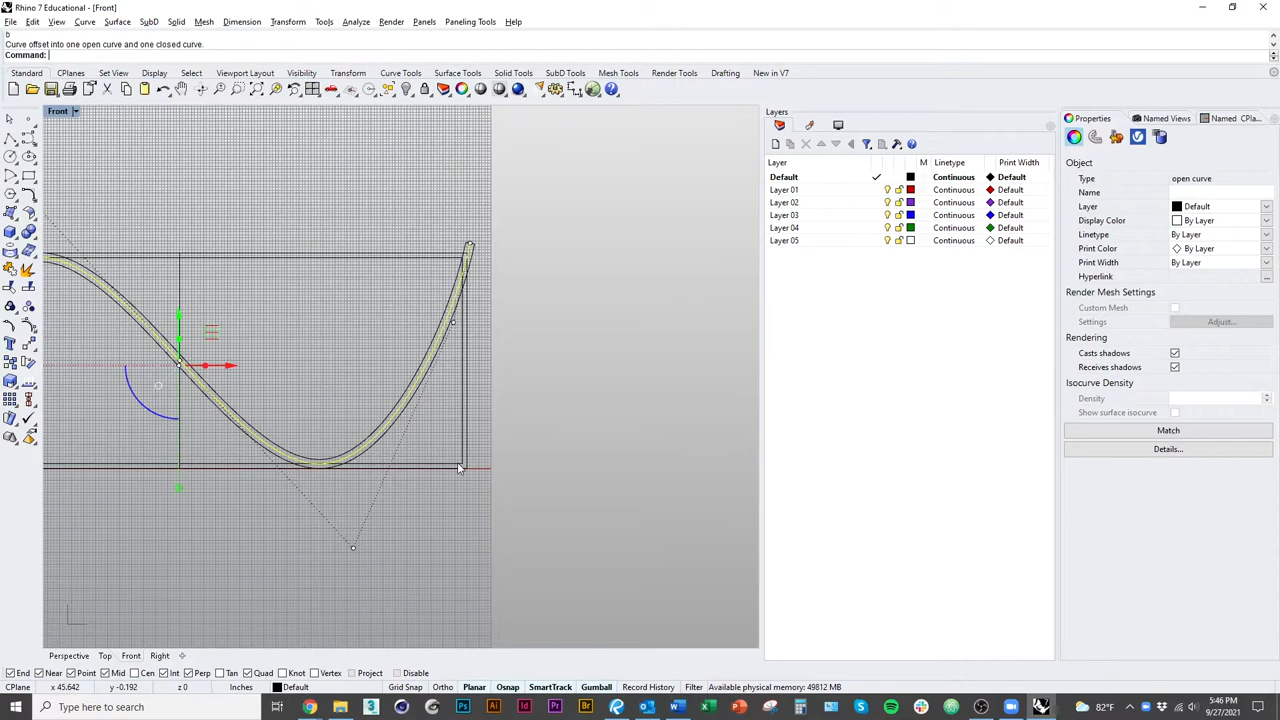 Rhino 7 Educational - [Front]
File Edit View Curve Surface SubD Solid Mesh Dimension Transform Tools Analyze Render Panels Paneling Tools Help
b
Curve offset into one open curve and one closed curve.
Command:
Standard CPlanes Set View Display Select Viewport Layout Visibility Transform Curve Tools Surface Tools Solid Tools SubD Tools Mesh Tools Render Tools Drafting New in V7
Front
Layers
Properties Named Views Named CPla...
Layer M Linetype Print Width
Default Continuous Default
Layer 01 Continuous Default
Layer 02 Continuous Default
Layer 03 Continuous Default
Layer 04 Continuous Default
Layer 05 Continuous Default
Object
Type open curve
Name
Layer Default
Display Color By Layer
Linetype By Layer
Print Color By Layer
Print Width By Layer
Hyperlink ...
Render Mesh Settings
Custom Mesh
Settings Adjust...
Rendering
Casts shadows
Receives shadows
Isocurve Density
Density
Show surface isocurve
Match
Details...
Perspective Top Front Right
End Near Point Mid Cen Int Perp Tan Quad Knot Vertex Project Disable
CPlane x 45.642 y -0.192 z 0 Inches Default Grid Snap Ortho Planar Osnap SmartTrack Gumball Record History Filter Available physical memory: 49812 MB
Type here to search
5:46 PM
9/27/2021